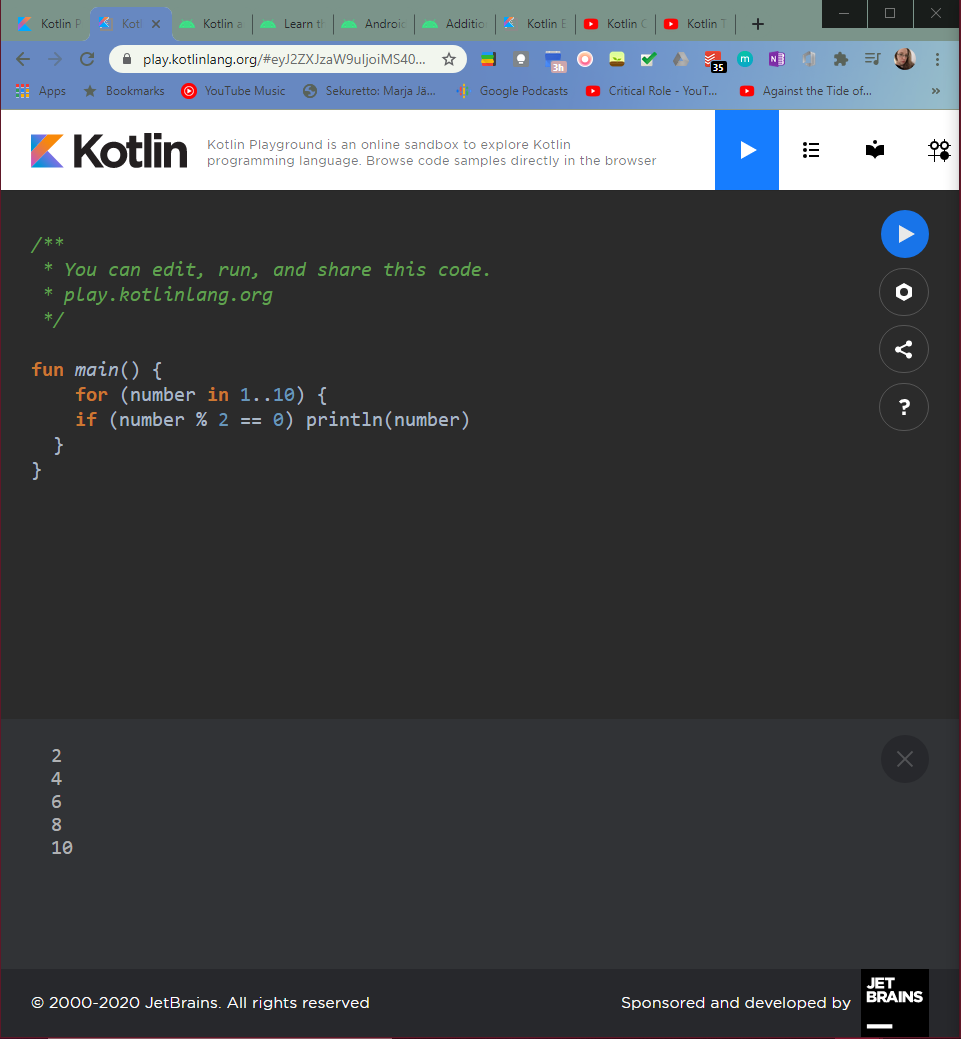 Kotlin P
Kotl
Kotlin a
Learn th
Android
Additio
Kotlin E
Kotlin C
Kotlin T
play.kotlinlang.org/#eyJ2ZXJzaW9uIjoiMS40...
3h
35
m
N
Apps
Bookmarks
YouTube Music
Sekuretto: Marja Jä...
Google Podcasts
Critical Role - YouT...
Against the Tide of...
»
Kotlin
Kotlin Playground is an online sandbox to explore Kotlin
programming language. Browse code samples directly in the browser
/**
 * You can edit, run, and share this code.
 * play.kotlinlang.org
 */
fun main() {
    for (number in 1..10) {
    if (number % 2 == 0) println(number)
  }
}
?
2
4
6
8
10
© 2000-2020 JetBrains. All rights reserved
Sponsored and developed by
JET
BRAINS